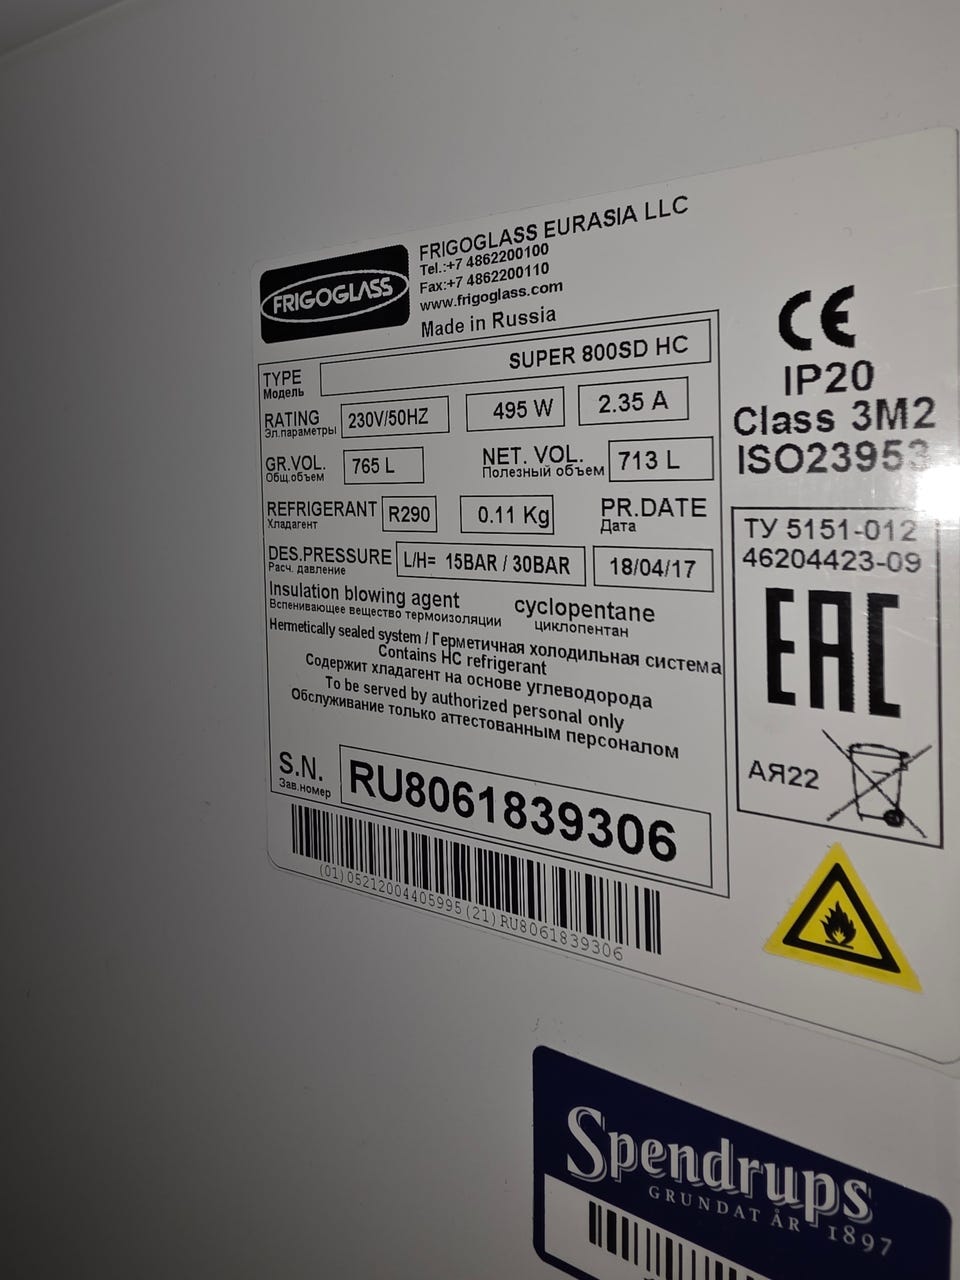 FRIGOGLASS
FRIGOGLASS EURASIA LLC
Tel.:+7 4862200100
Fax:+7 4862200110
www.frigoglass.com
Made in Russia
TYPE SUPER 800SD HC
Модель
RATING 230V/50HZ 495 W 2.35 A
Эл.параметры
GR.VOL. 765 L NET. VOL. 713 L
Общ.объем Полезный объем
REFRIGERANT R290 0.11 Kg PR.DATE
Хладагент Дата
DES.PRESSURE L/H= 15BAR / 30BAR 18/04/17
Расч. давление
Insulation blowing agent cyclopentane
Вспенивающее вещество термоизоляции циклопентан
Hermetically sealed system / Герметичная холодильная система
Contains HC refrigerant
Содержит хладагент на основе углеводорода
To be served by authorized personal only
Обслуживание только аттестованным персоналом
S.N. RU8061839306
Зав.номер
(01)05212004405995(21)RU8061839306
CE
IP20
Class 3M2
ISO23953
ТУ 5151-012
46204423-09
EAC
АЯ22
Spendrups
GRUNDAT ÅR 1897